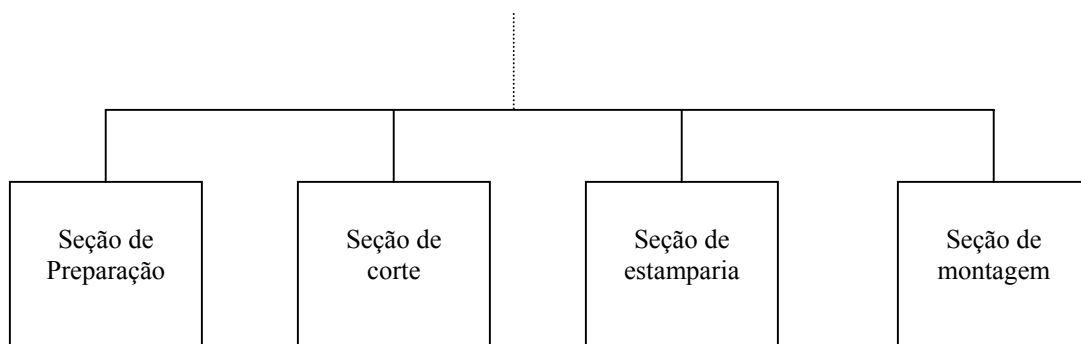 Seção de
Preparação
Seção de
corte
Seção de
estamparia
Seção de
montagem